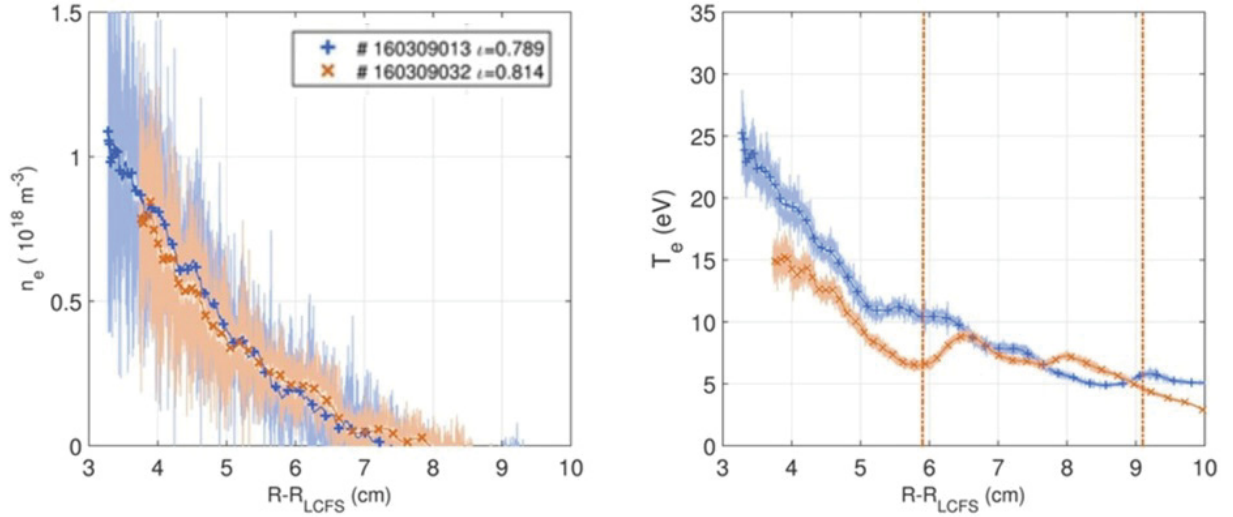 1.5
1
0.5
0
n_e ( 10^18 m^-3)
+ # 160309013 ι=0.789
× # 160309032 ι=0.814
3 4 5 6 7 8 9 10
R-R_LCFS (cm)
35
30
25
20
15
10
5
0
T_e (eV)
3 4 5 6 7 8 9 10
R-R_LCFS (cm)